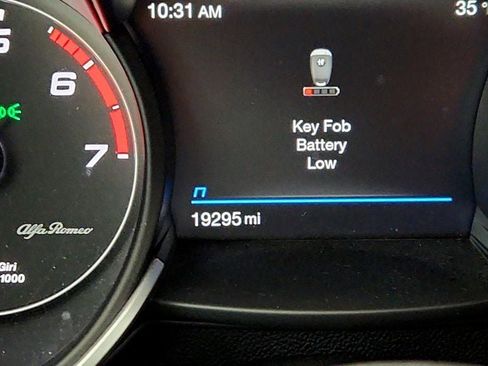 10:31 AM
35 °
Key Fob
Battery
Low
n
19295 mi
5
6
7
Alfa Romeo
Giri
1000